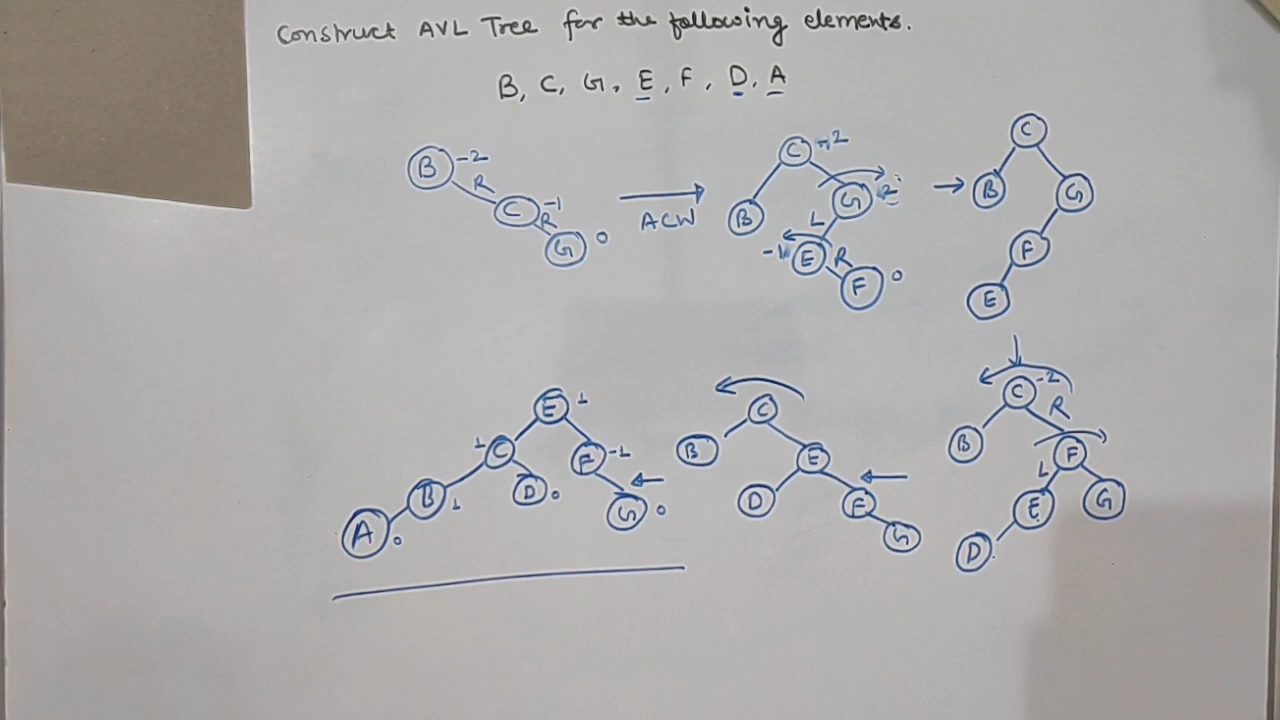 Construct AVL Tree for the following elements.
B, C, G, E, F, D, A
B -2 R C -1 R G 0
ACW
C -2 B G 2 L E -1 R F 0
C B G F E
C -2 R B F L E G D
C B E D F G
E 1 C 1 F -1 B 1 D 0 G 0 A 0